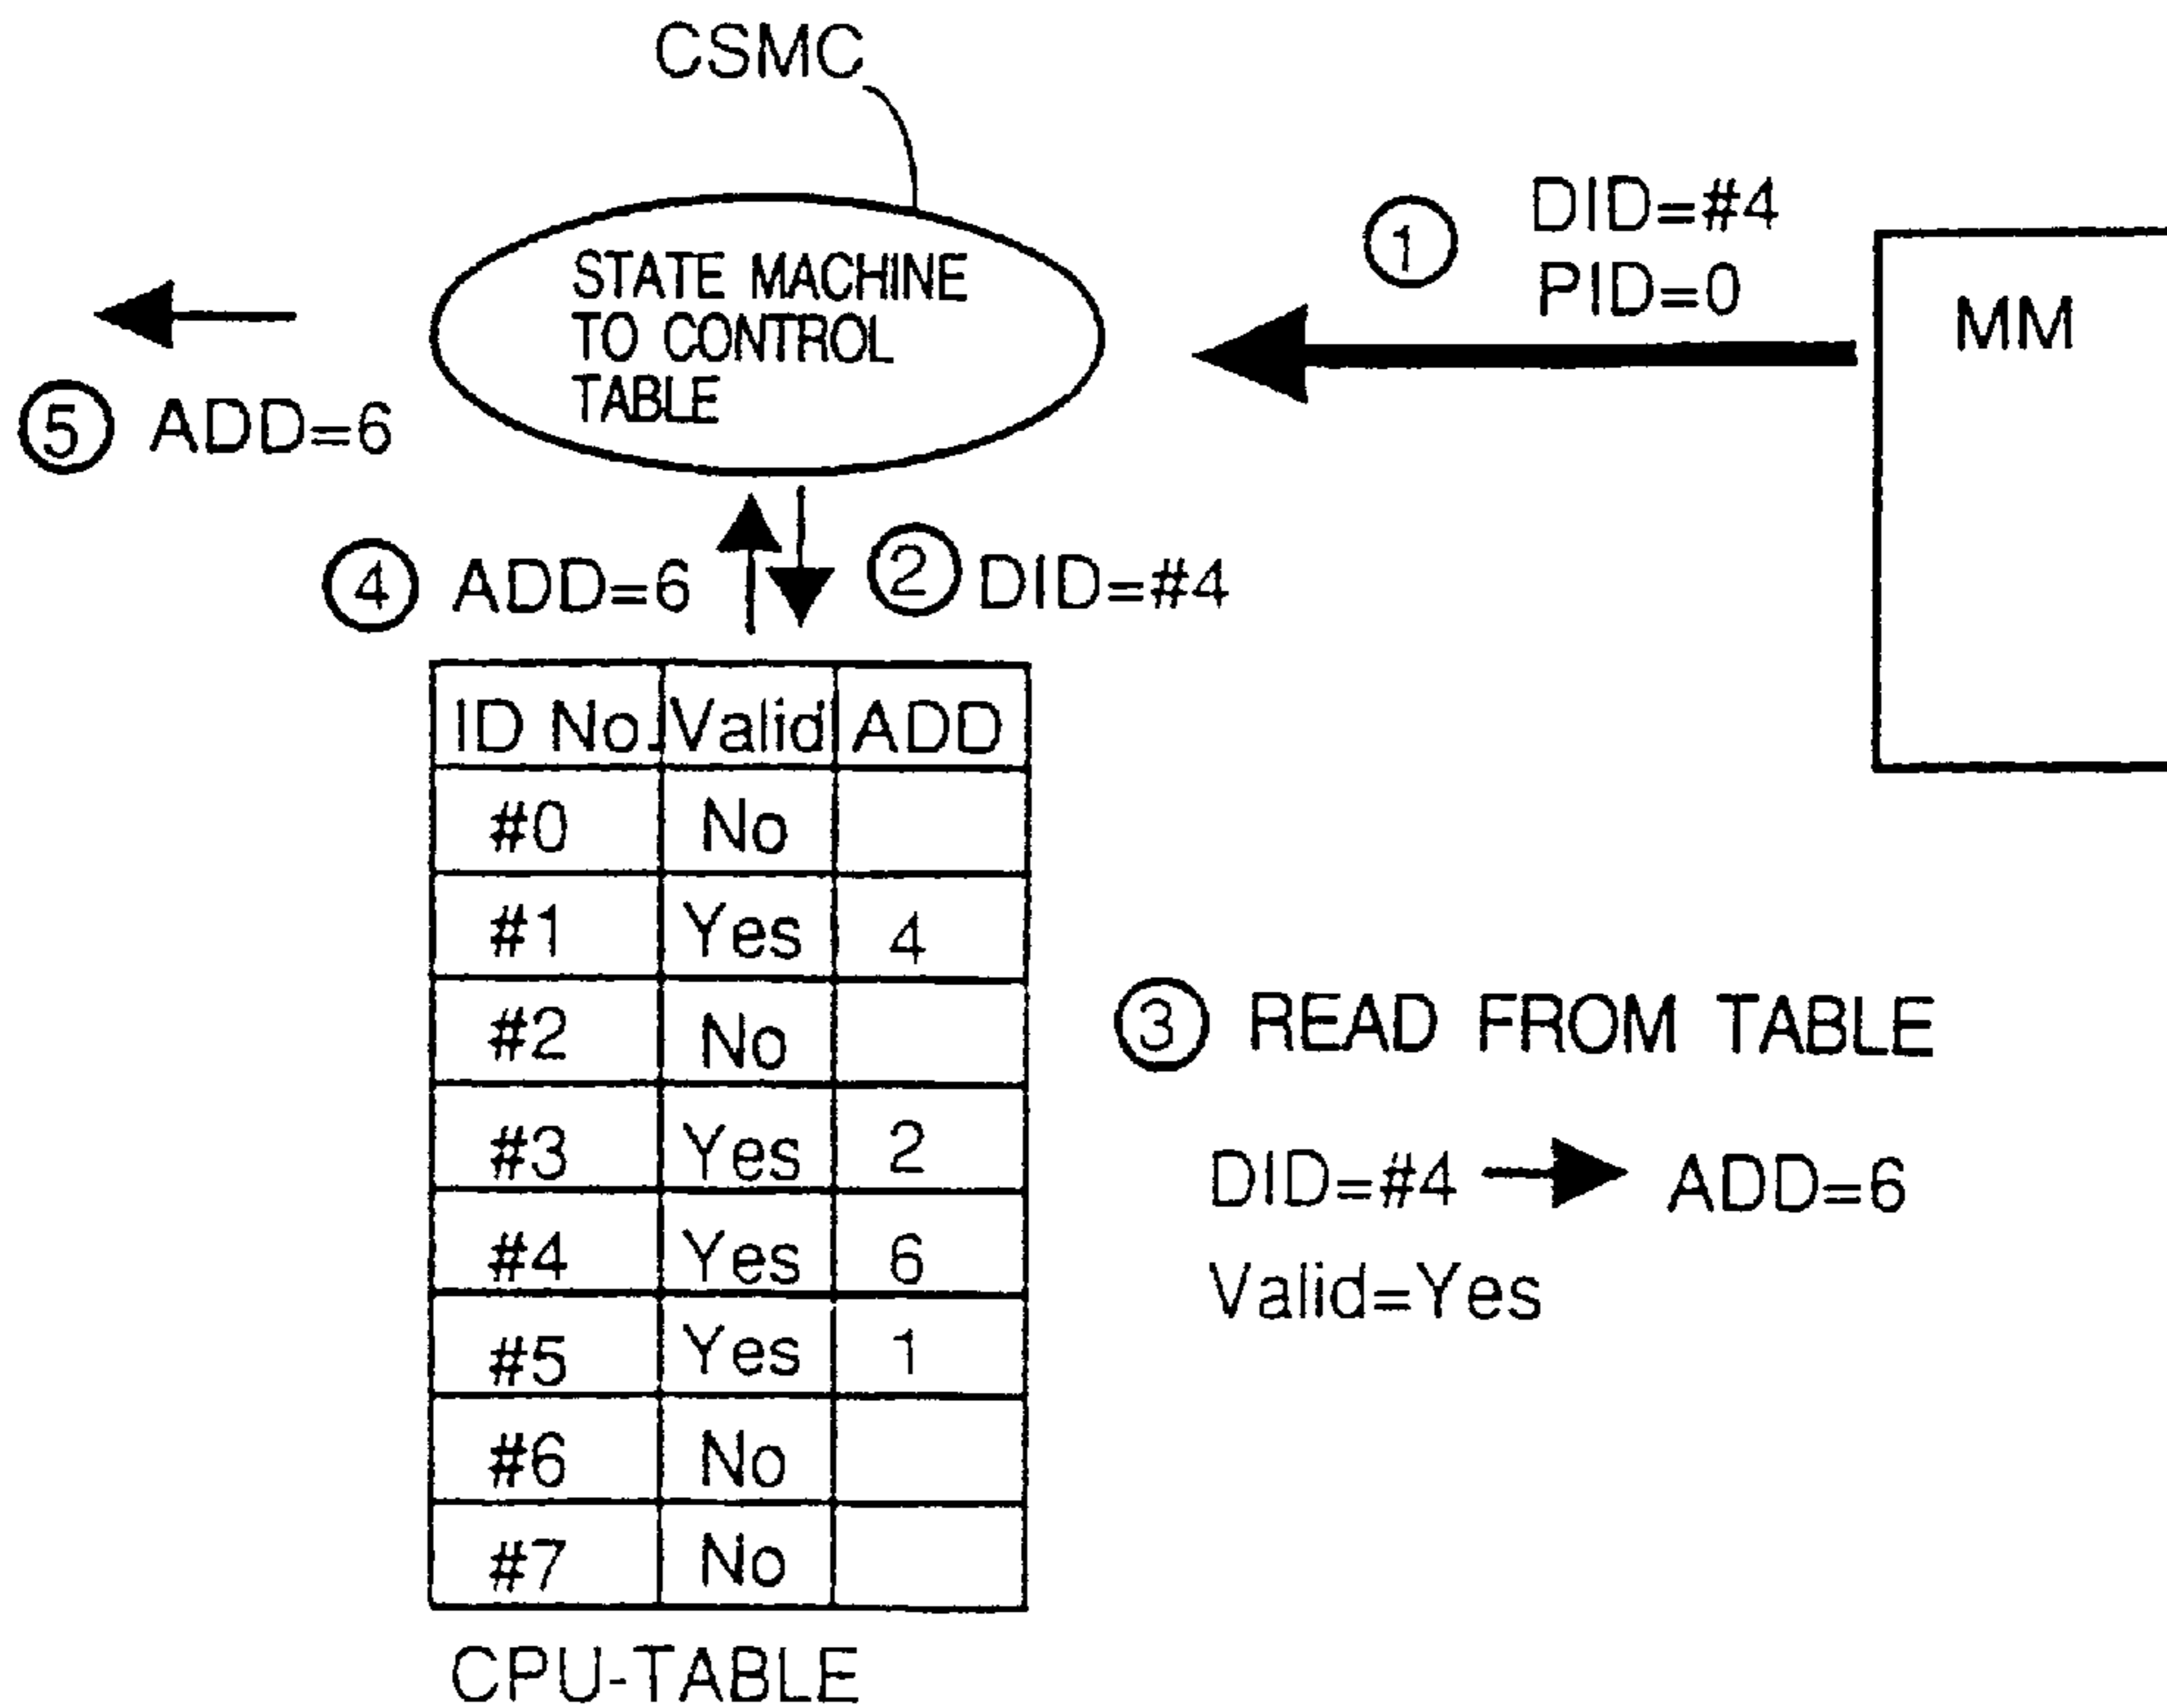 CSMC
STATE MACHINE
TO CONTROL
TABLE
① DID=#4
PID=0
MM
⑤ ADD=6
④ ADD=6
② DID=#4
ID No. Valid ADD
#0 No
#1 Yes 4
#2 No
#3 Yes 2
#4 Yes 6
#5 Yes 1
#6 No
#7 No
CPU-TABLE
③ READ FROM TABLE
DID=#4 → ADD=6
Valid=Yes